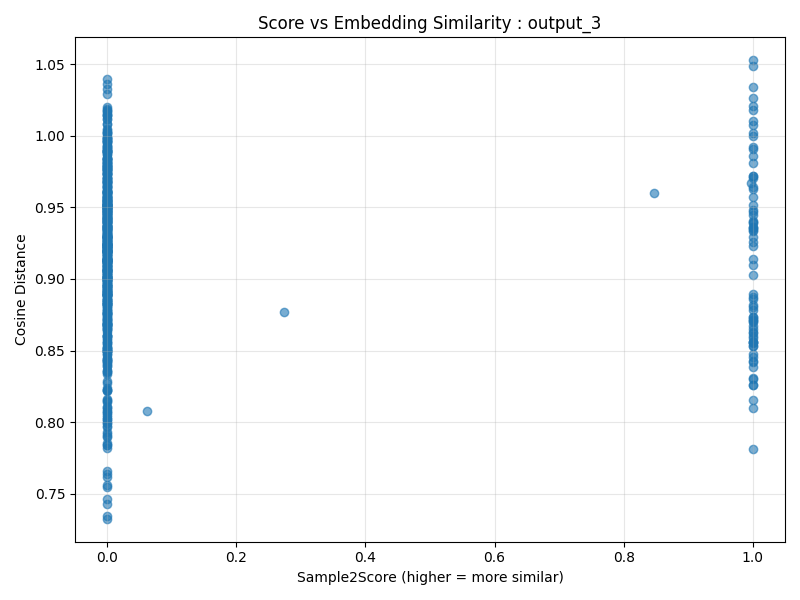 Score vs Embedding Similarity : output_3
1.05
1.00
0.95
0.90
0.85
0.80
0.75
Cosine Distance
0.0 0.2 0.4 0.6 0.8 1.0
Sample2Score (higher = more similar)